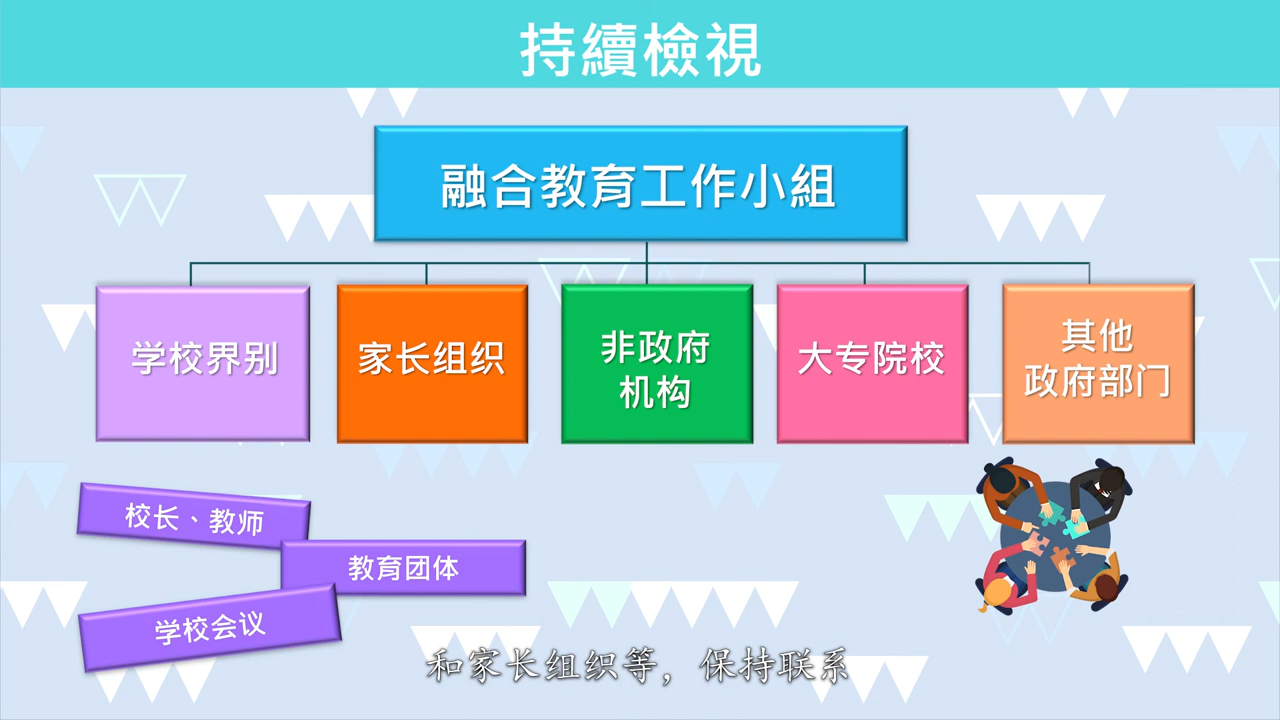 持續檢視
融合教育工作小組
学校界别
家长组织
非政府
机构
大专院校
其他
政府部门
校长、教师
教育团体
学校会议
和家长组织等，保持联系